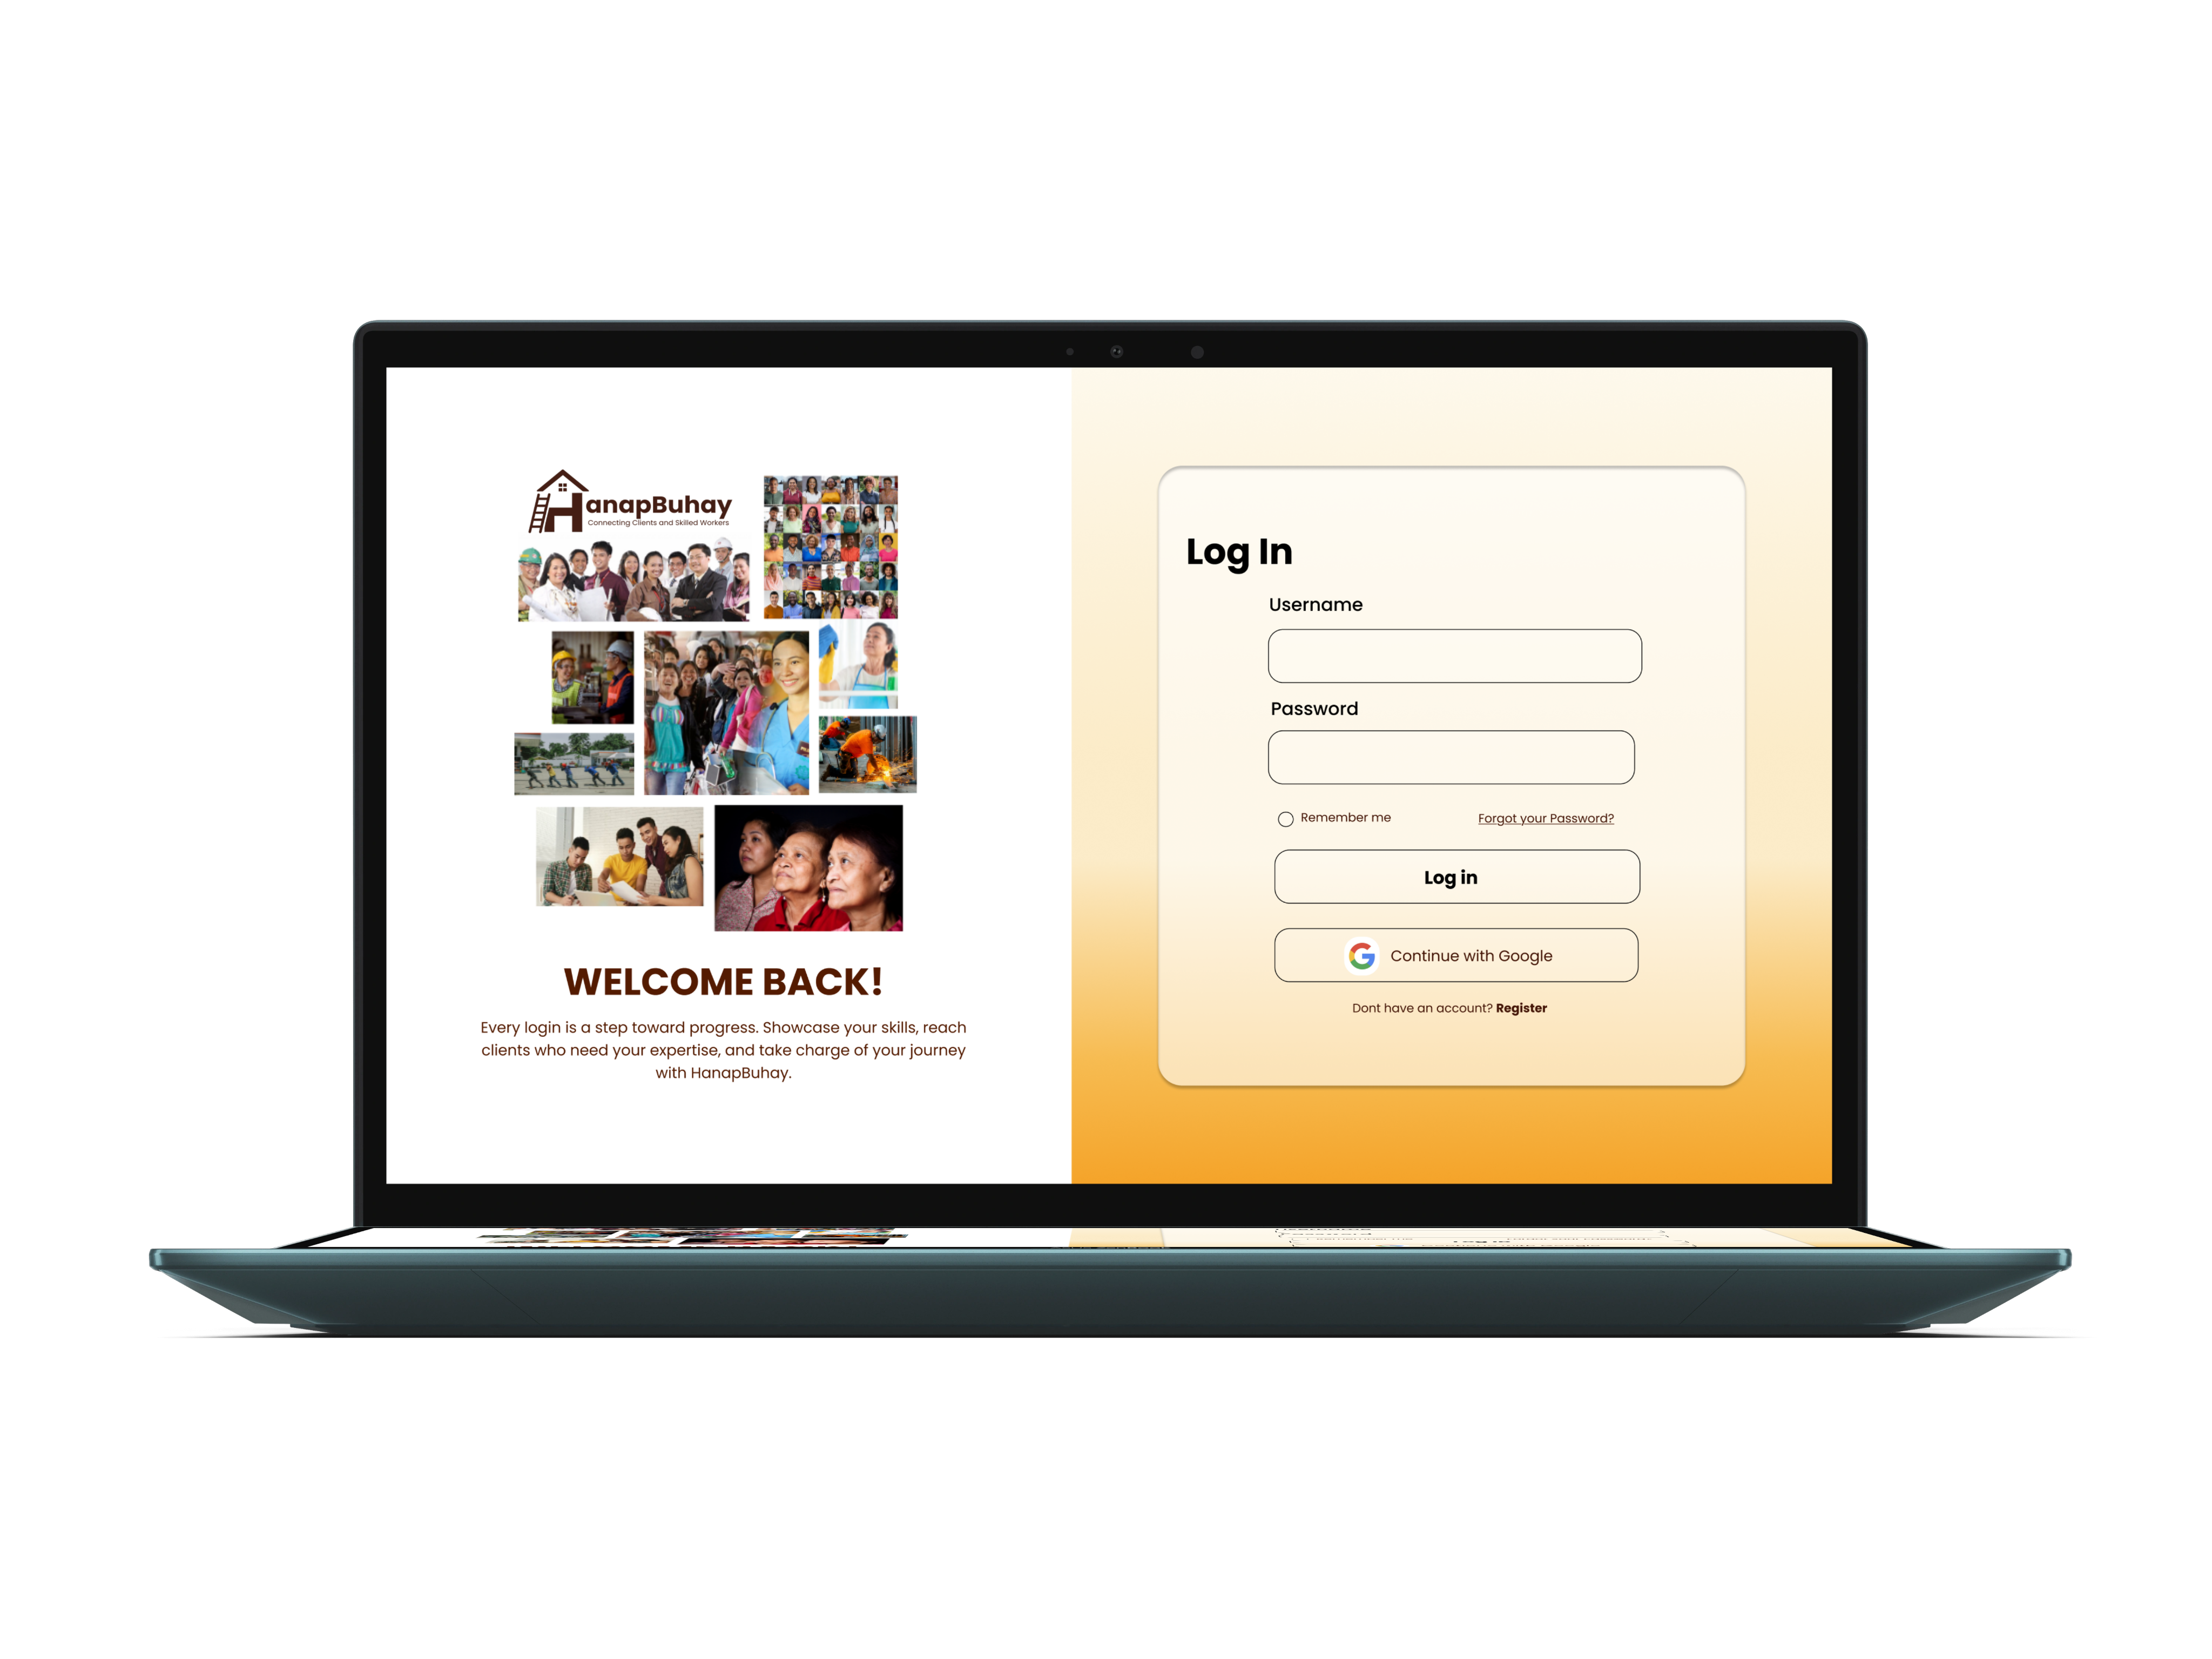 HanapBuhay
Connecting Clients and Skilled Workers
WELCOME BACK!
Every login is a step toward progress. Showcase your skills, reach
clients who need your expertise, and take charge of your journey
with HanapBuhay.
Log In
Username
Password
Remember me
Forgot your Password?
Log in
Continue with Google
Dont have an account? Register